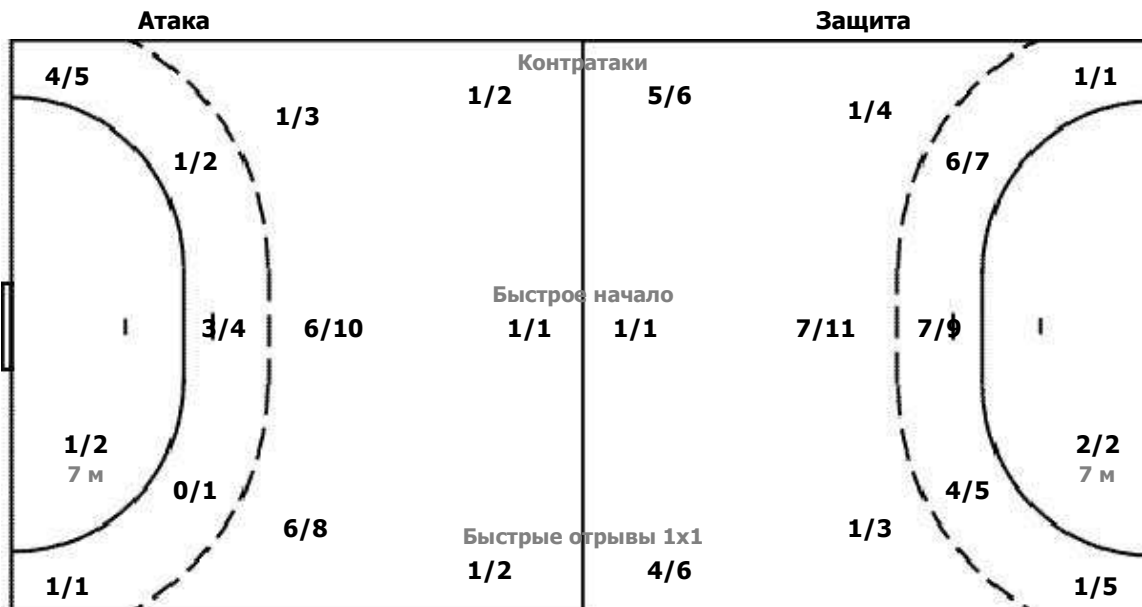 Атака Защита
Контратаки
4/5 1/1
1/2 5/6
1/3 1/4
1/2 6/7
Быстрое начало
3/4 6/10 1/1 1/1 7/11 7/9
1/2 2/2
7 м 7 м
0/1 4/5
6/8 1/3
Быстрые отрывы 1x1
1/2 4/6
1/1 1/5